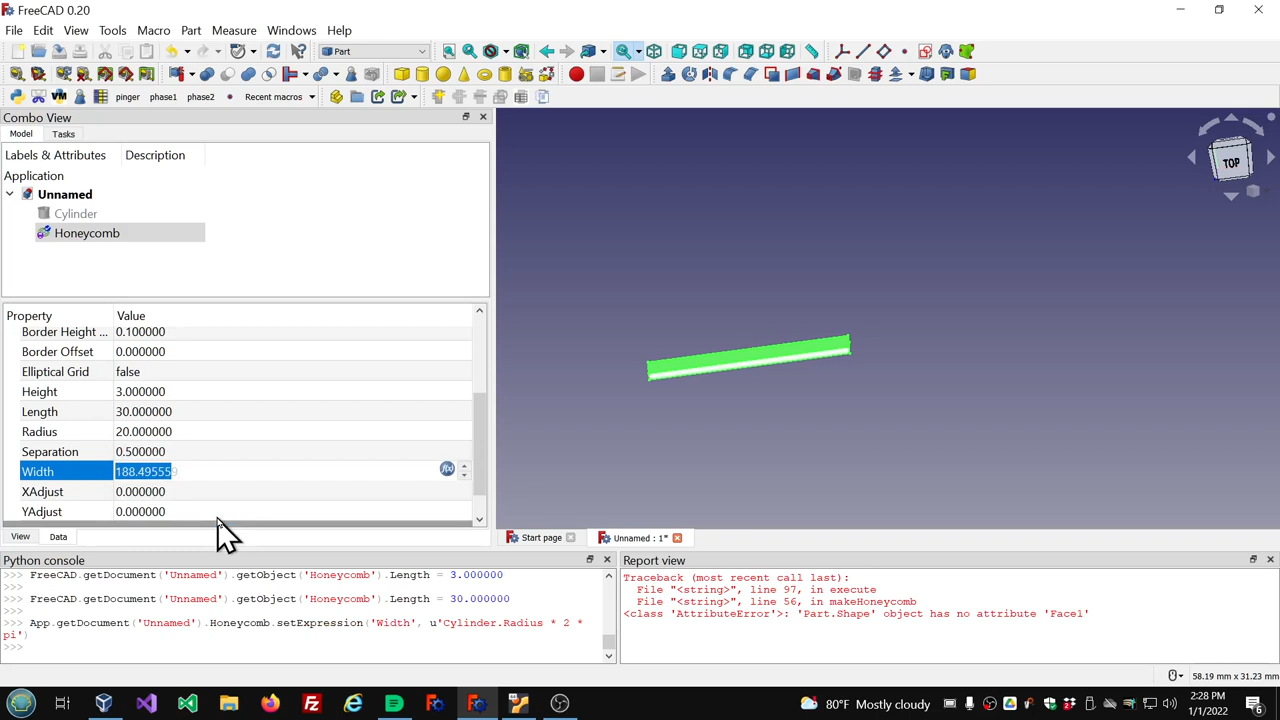 FreeCAD 0.20
File Edit View Tools Macro Part Measure Windows Help
Part
pinger phase1 phase2 Recent macros
Combo View
Model Tasks
Labels & Attributes Description
Application
Unnamed
Cylinder
Honeycomb
TOP
Property Value
Border Height ... 0.100000
Border Offset 0.000000
Elliptical Grid false
Height 3.000000
Length 30.000000
Radius 20.000000
Separation 0.500000
Width 188.495559
XAdjust 0.000000
YAdjust 0.000000
View Data
Start page Unnamed : 1*
Python console
>>> FreeCAD.getDocument('Unnamed').getObject('Honeycomb').Length = 3.000000
>>>
>>> FreeCAD.getDocument('Unnamed').getObject('Honeycomb').Length = 30.000000
>>>
>>> App.getDocument('Unnamed').Honeycomb.setExpression('Width', u'Cylinder.Radius * 2 *
pi')
>>>
Report view
Traceback (most recent call last):
File "<string>", line 97, in execute
File "<string>", line 56, in makeHoneycomb
<class 'AttributeError'>: 'Part.Shape' object has no attribute 'Face1'
58.19 mm x 31.23 mm
80°F Mostly cloudy
2:28 PM
1/1/2022